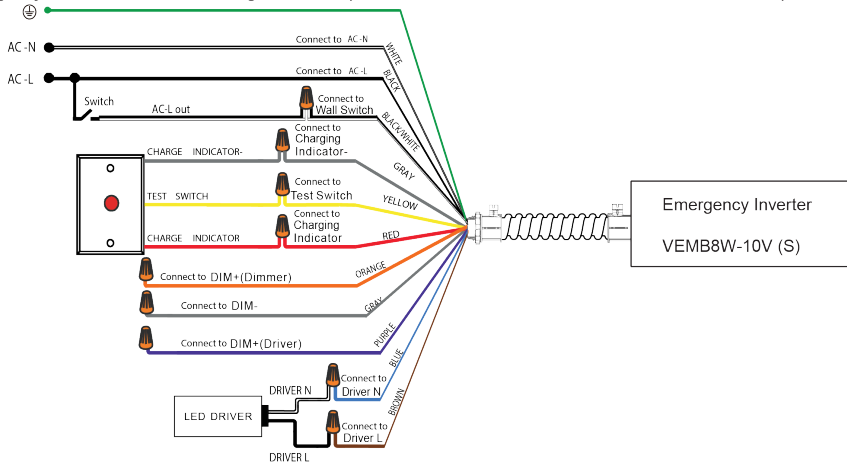 AC-N
Connect to AC-N
WHITE
AC-L
Connect to AC-L
BLACK
Switch
AC-L out
Connect to
Wall Switch
BLACK/WHITE
CHARGE INDICATOR-
Connect to
Charging
Indicator-
GRAY
TEST SWITCH
Connect to
Test Switch
YELLOW
CHARGE INDICATOR
Connect to
Charging
Indicator
RED
Connect to DIM+(Dimmer)
ORANGE
Connect to DIM-
GRAY
Connect to DIM+(Driver)
PURPLE
BLUE
BROWN
Emergency Inverter
VEMB8W-10V (S)
LED DRIVER
DRIVER N
Connect to
Driver N
DRIVER L
Connect to
Driver L